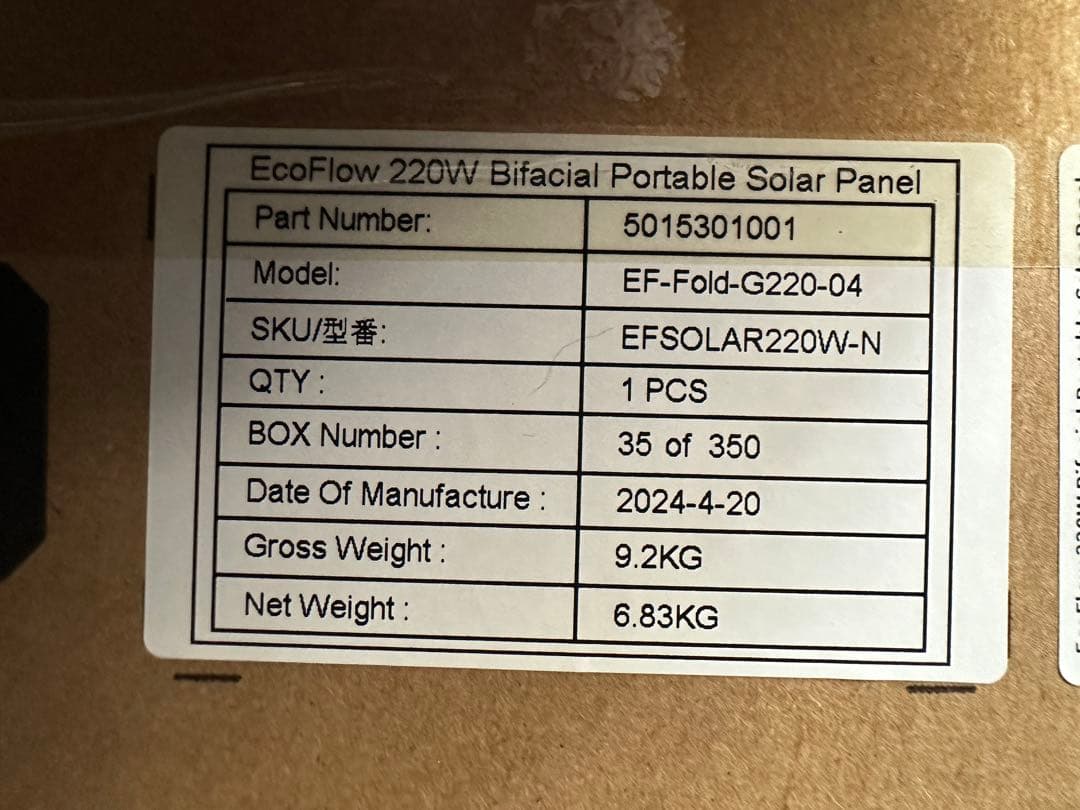 EcoFlow 220W Bifacial Portable Solar Panel
Part Number: 5015301001
Model: EF-Fold-G220-04
SKU/型番: EFSOLAR220W-N
QTY : 1 PCS
BOX Number : 35 of 350
Date Of Manufacture : 2024-4-20
Gross Weight : 9.2KG
Net Weight : 6.83KG